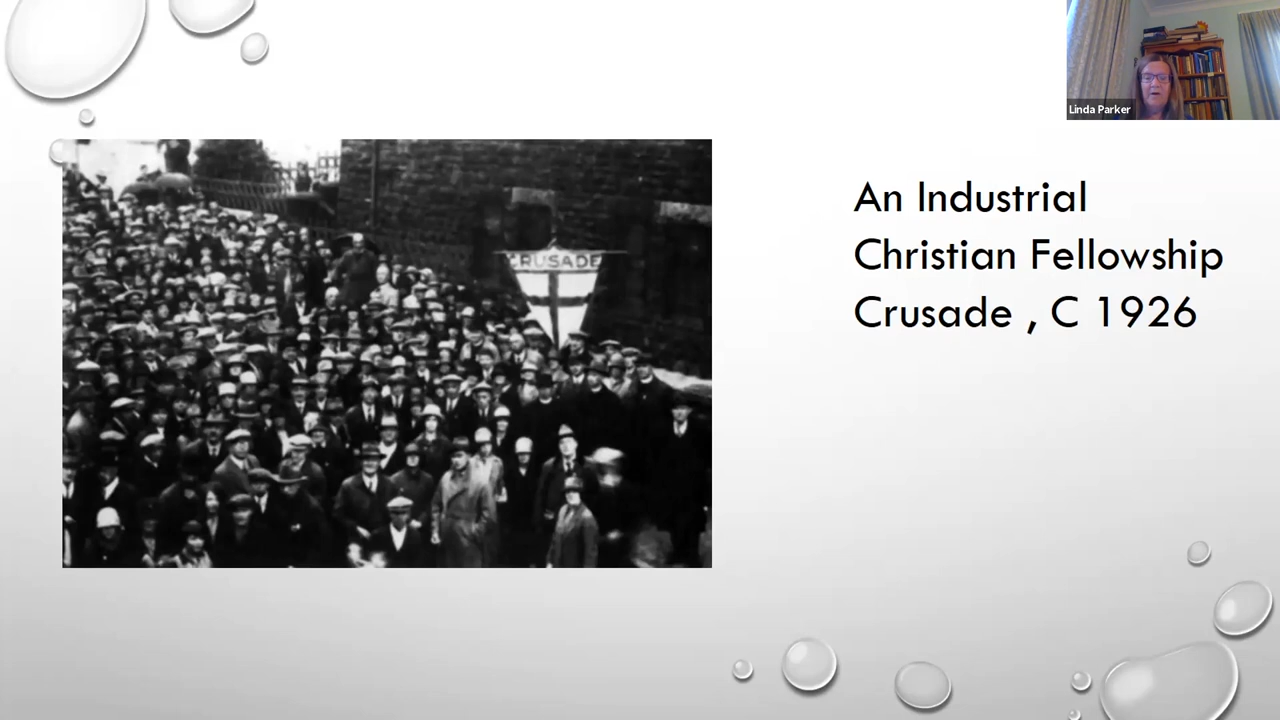 Linda Parker
An Industrial
Christian Fellowship
Crusade , C 1926
CRUSADE